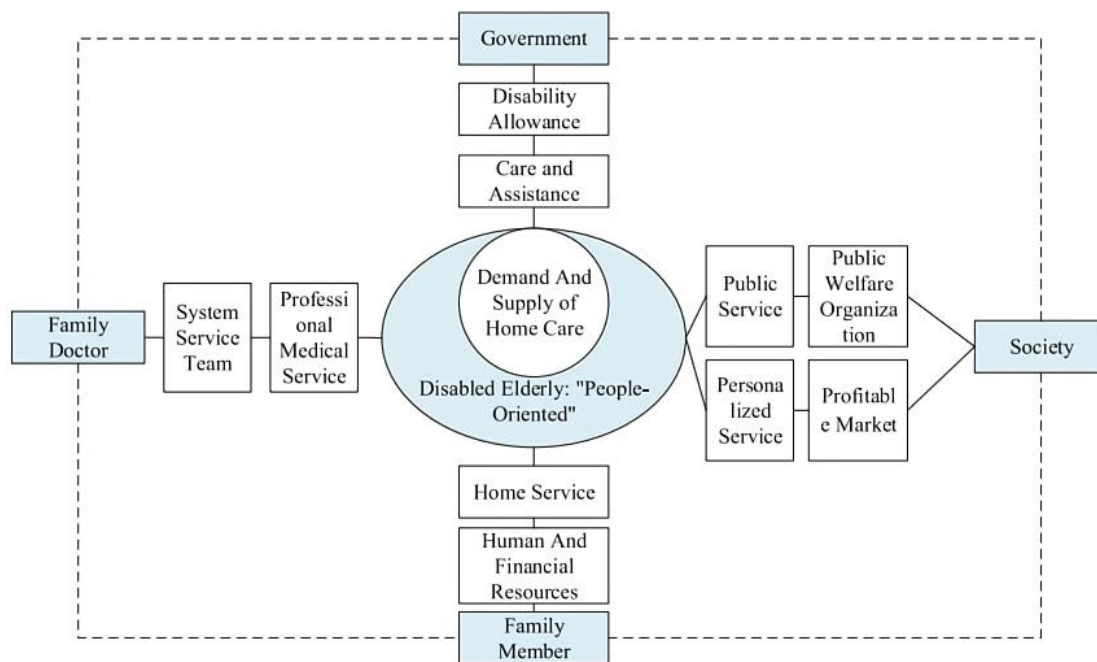 Government
Disability
Allowance
Care and
Assistance
Demand And
Supply of
Home Care
Disabled Elderly: "People-
Oriented"
Family
Doctor
System
Service
Team
Professi
onal
Medical
Service
Public
Service
Public
Welfare
Organiza
tion
Society
Persona
lized
Service
Profitabl
e Market
Home Service
Human And
Financial
Resources
Family
Member